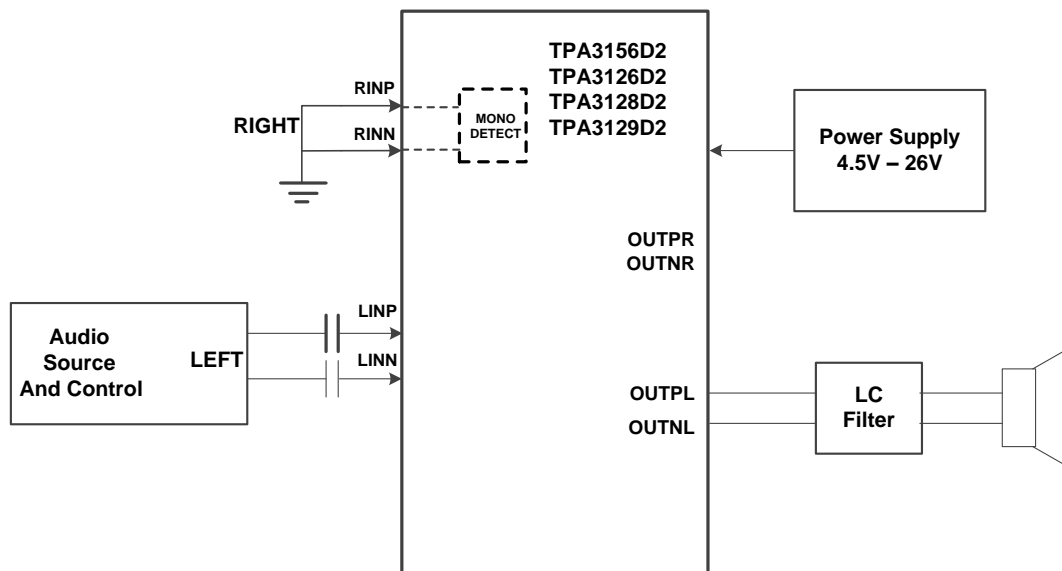 TPA3156D2
TPA3126D2
TPA3128D2
TPA3129D2
RINP
RIGHT
RINN
MONO
DETECT
Power Supply
4.5V – 26V
OUTPR
OUTNR
LINP
LINN
Audio
Source
And Control
LEFT
OUTPL
OUTNL
LC
Filter